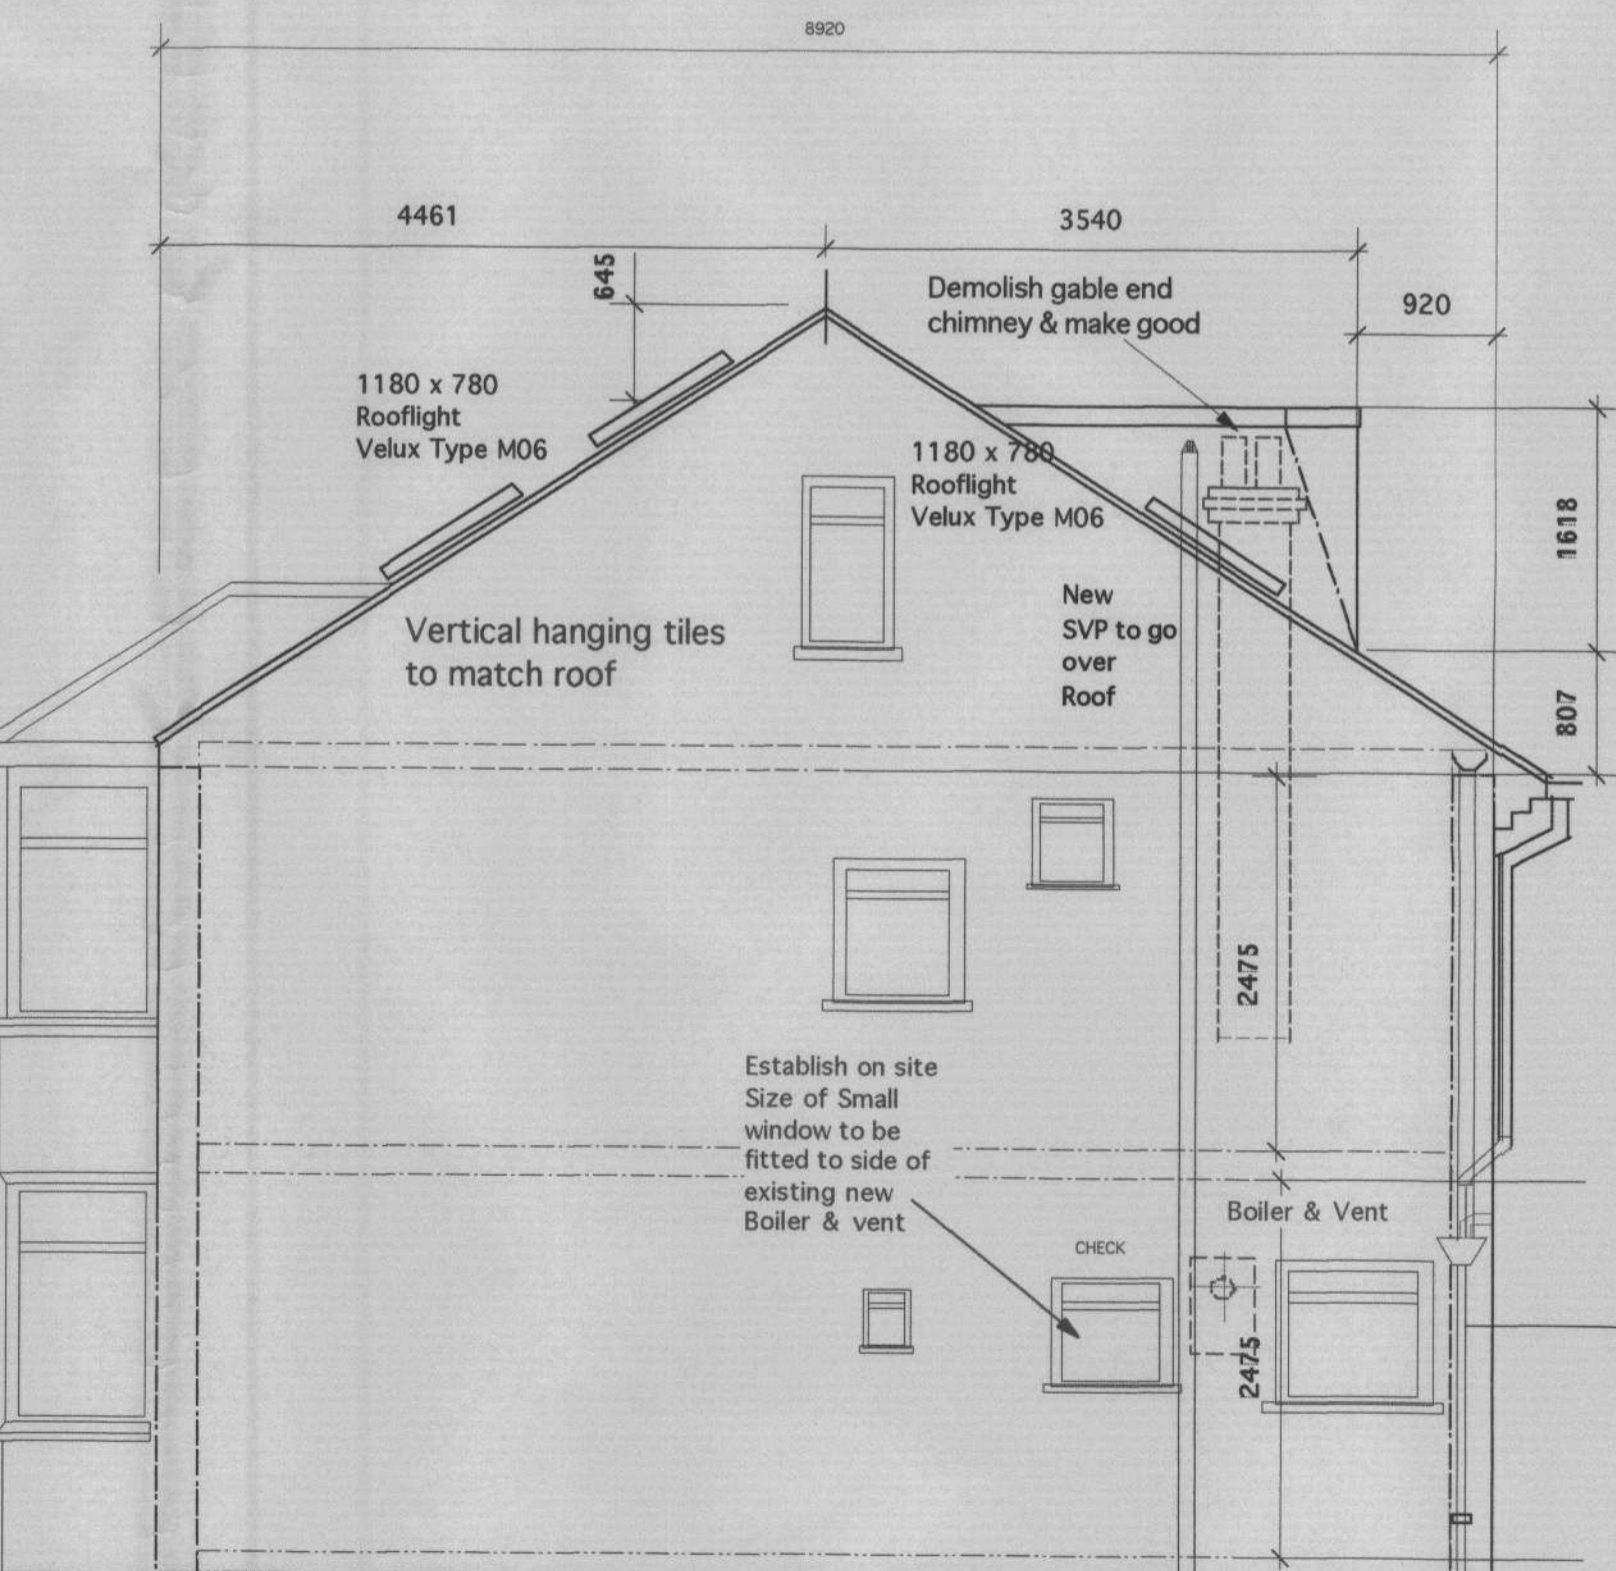 8920
4461
3540
645
920
Demolish gable end
chimney & make good
1180 x 780
Rooflight
Velux Type M06
1180 x 780
Rooflight
Velux Type M06
1618
New
SVP to go
over
Roof
Vertical hanging tiles
to match roof
807
2475
Establish on site
Size of Small
window to be
fitted to side of
existing new
Boiler & vent
Boiler & Vent
CHECK
2475